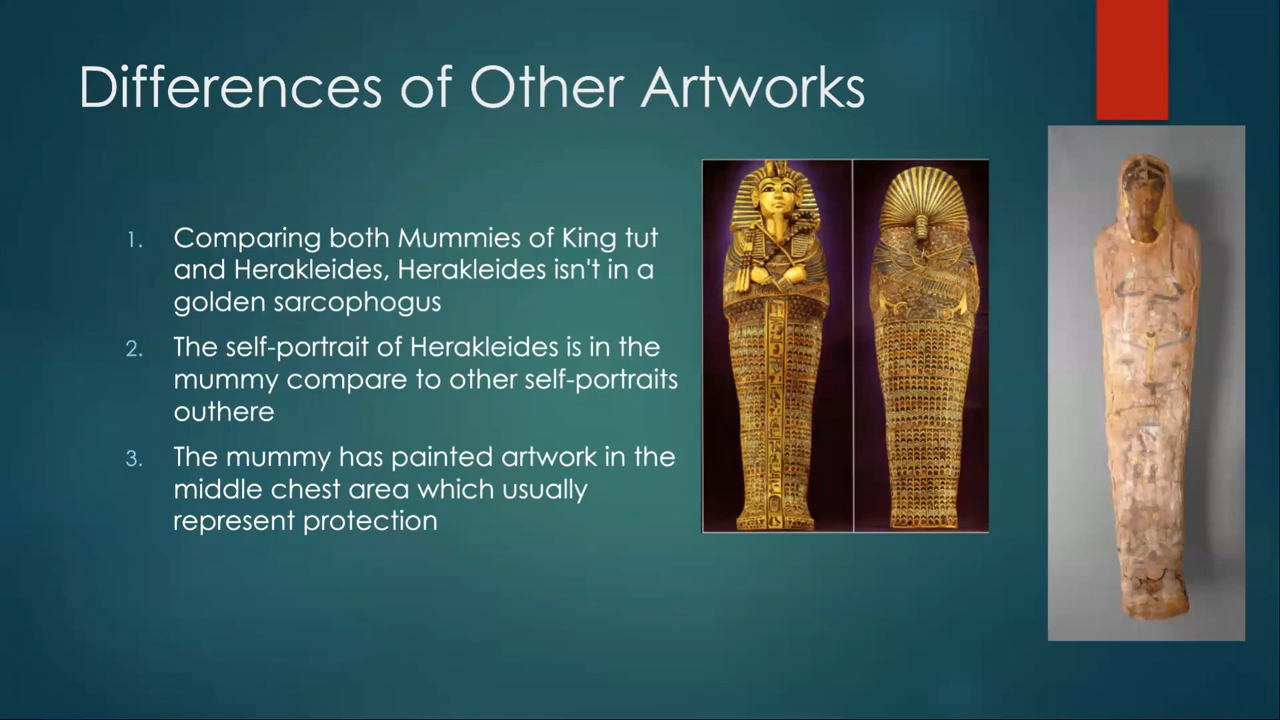 Differences of Other Artworks
1. Comparing both Mummies of King tut
and Herakleides, Herakleides isn't in a
golden sarcophogus
2. The self-portrait of Herakleides is in the
mummy compare to other self-portraits
outhere
3. The mummy has painted artwork in the
middle chest area which usually
represent protection